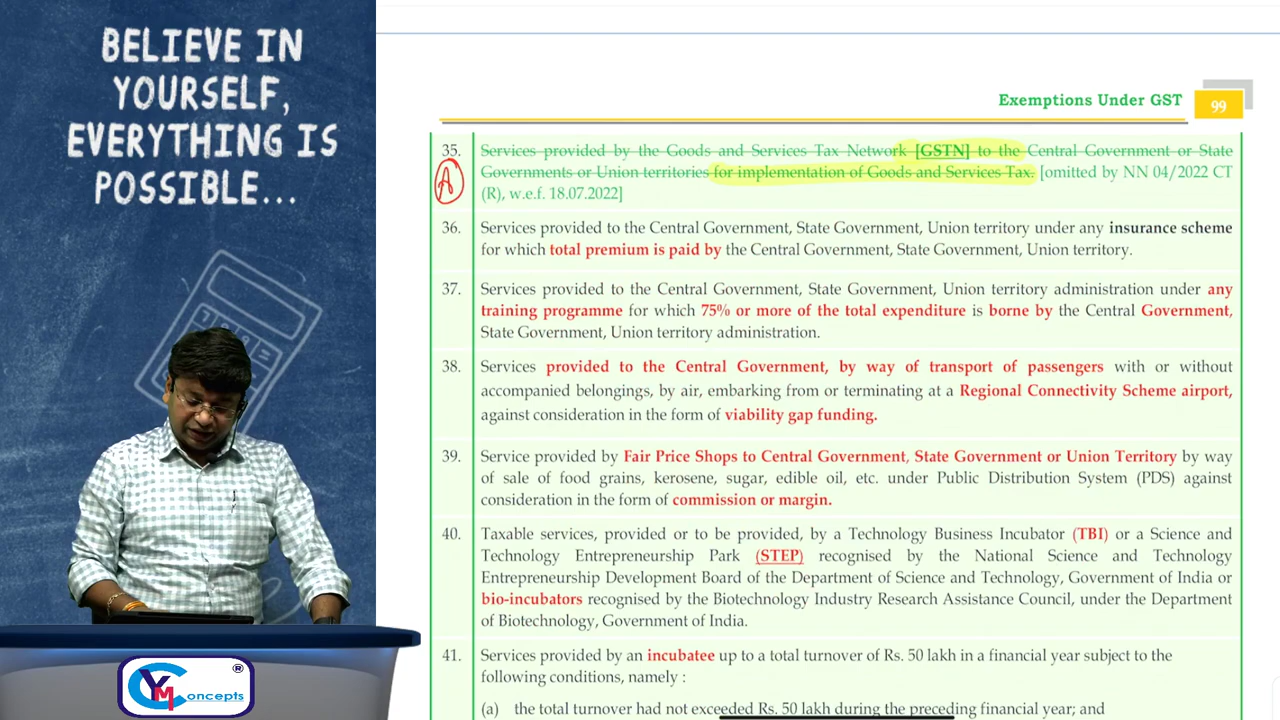 BELIEVE IN
YOURSELF,
EVERYTHING IS
POSSIBLE...
Exemptions Under GST 99
35. Services provided by the Goods and Services Tax Network [GSTN] to the Central Government or State
Governments or Union territories for implementation of Goods and Services Tax. [omitted by NN 04/2022 CT
(R), w.e.f. 18.07.2022]
A
36. Services provided to the Central Government, State Government, Union territory under any insurance scheme
for which total premium is paid by the Central Government, State Government, Union territory.
37. Services provided to the Central Government, State Government, Union territory administration under any
training programme for which 75% or more of the total expenditure is borne by the Central Government,
State Government, Union territory administration.
38. Services provided to the Central Government, by way of transport of passengers with or without
accompanied belongings, by air, embarking from or terminating at a Regional Connectivity Scheme airport,
against consideration in the form of viability gap funding.
39. Service provided by Fair Price Shops to Central Government, State Government or Union Territory by way
of sale of food grains, kerosene, sugar, edible oil, etc. under Public Distribution System (PDS) against
consideration in the form of commission or margin.
40. Taxable services, provided or to be provided, by a Technology Business Incubator (TBI) or a Science and
Technology Entrepreneurship Park (STEP) recognised by the National Science and Technology
Entrepreneurship Development Board of the Department of Science and Technology, Government of India or
bio-incubators recognised by the Biotechnology Industry Research Assistance Council, under the Department
of Biotechnology, Government of India.
41. Services provided by an incubatee up to a total turnover of Rs. 50 lakh in a financial year subject to the
following conditions, namely :
(a) the total turnover had not exceeded Rs. 50 lakh during the preceding financial year; and
YM Concepts ®